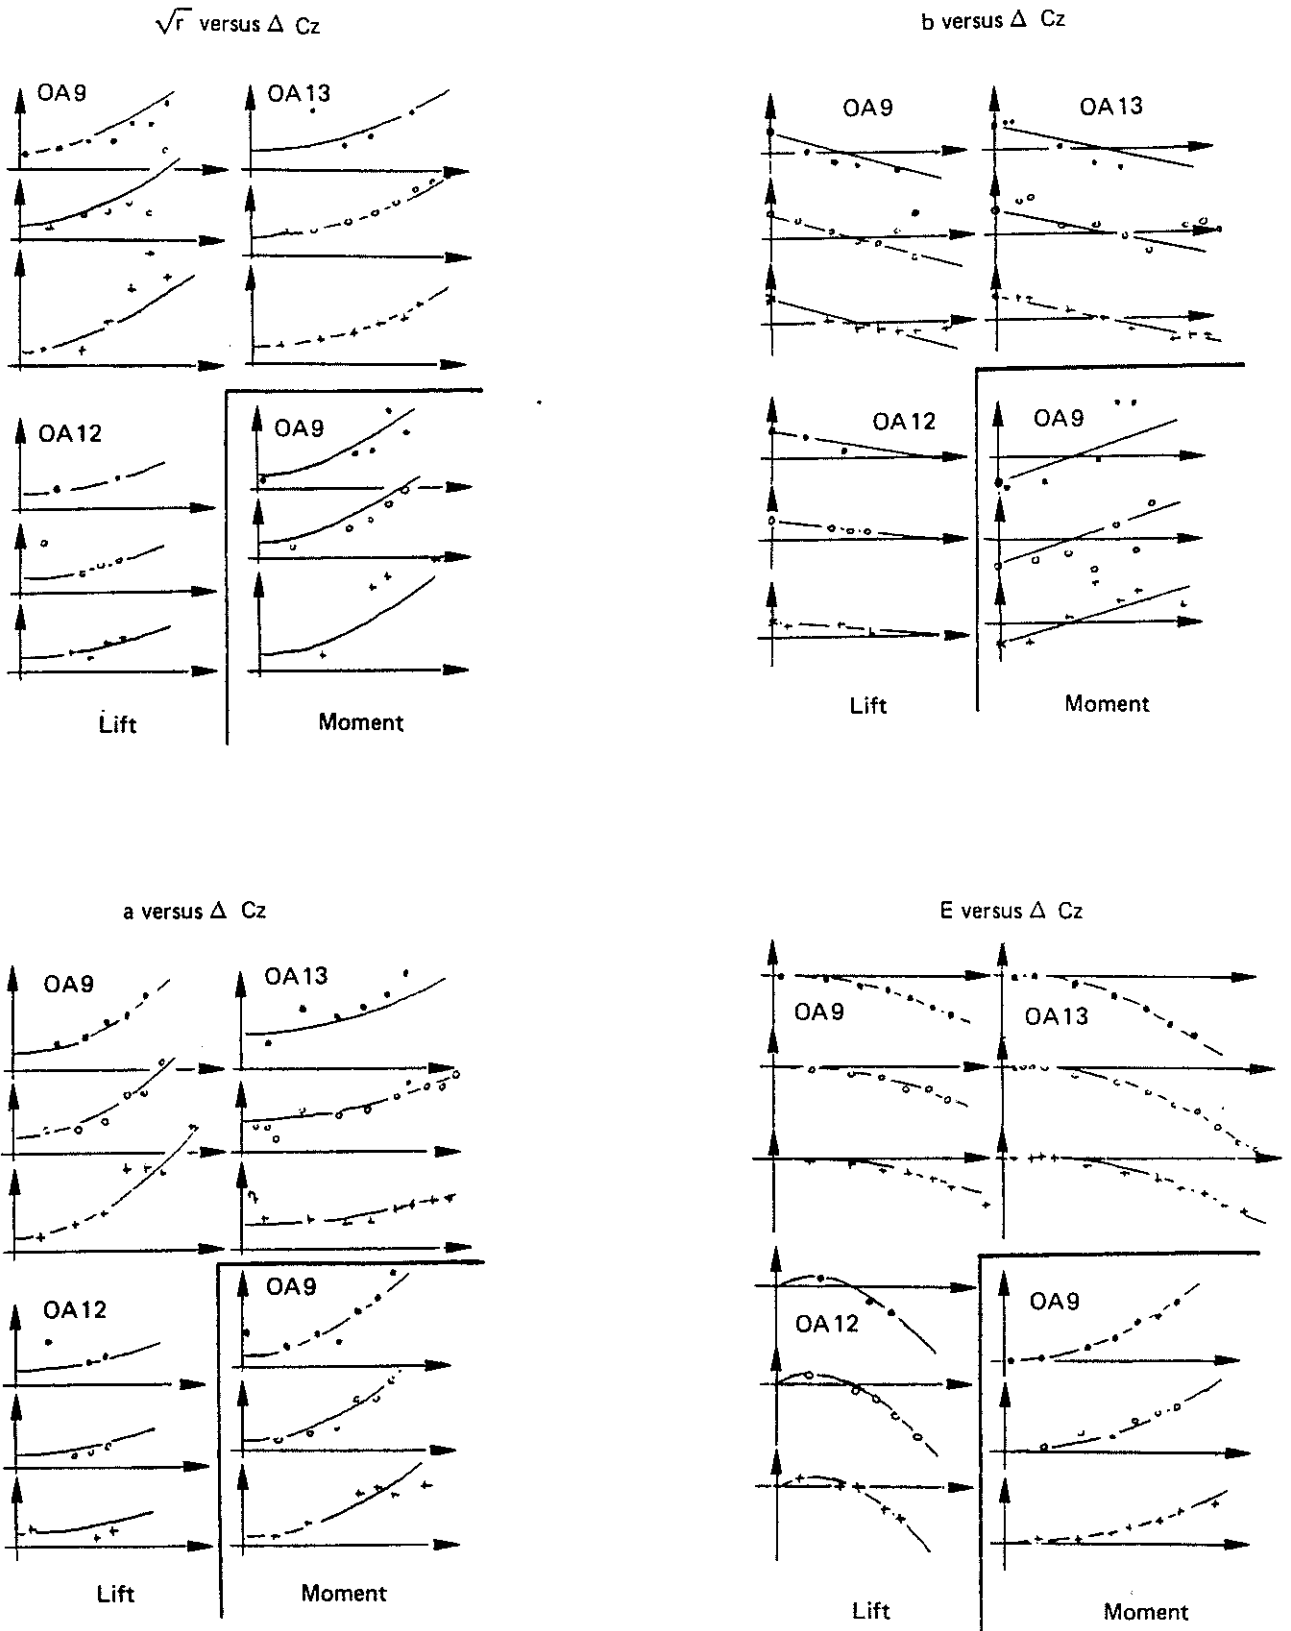 √r versus Δ Cz
OA9
OA13
OA12
OA9
Lift
Moment
b versus Δ Cz
OA9
OA13
OA12
OA9
Lift
Moment
a versus Δ Cz
OA9
OA13
OA12
OA9
Lift
Moment
E versus Δ Cz
OA9
OA13
OA12
OA9
Lift
Moment